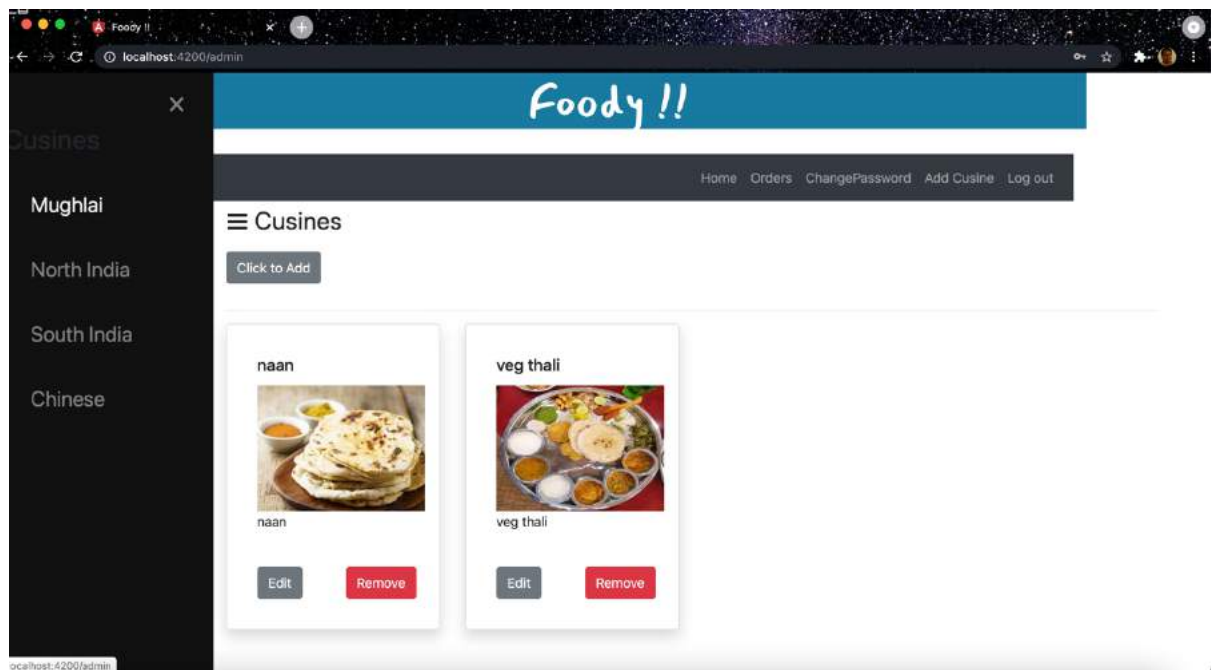 Foody !!
localhost:4200/admin
×
Foody !!
Cusines
Home Orders ChangePassword Add Cusine Log out
Mughlai
Cusines
North India
Click to Add
South India
Chinese
naan
veg thali
naan
veg thali
Edit
Remove
Edit
Remove
ocalhost:4200/admin